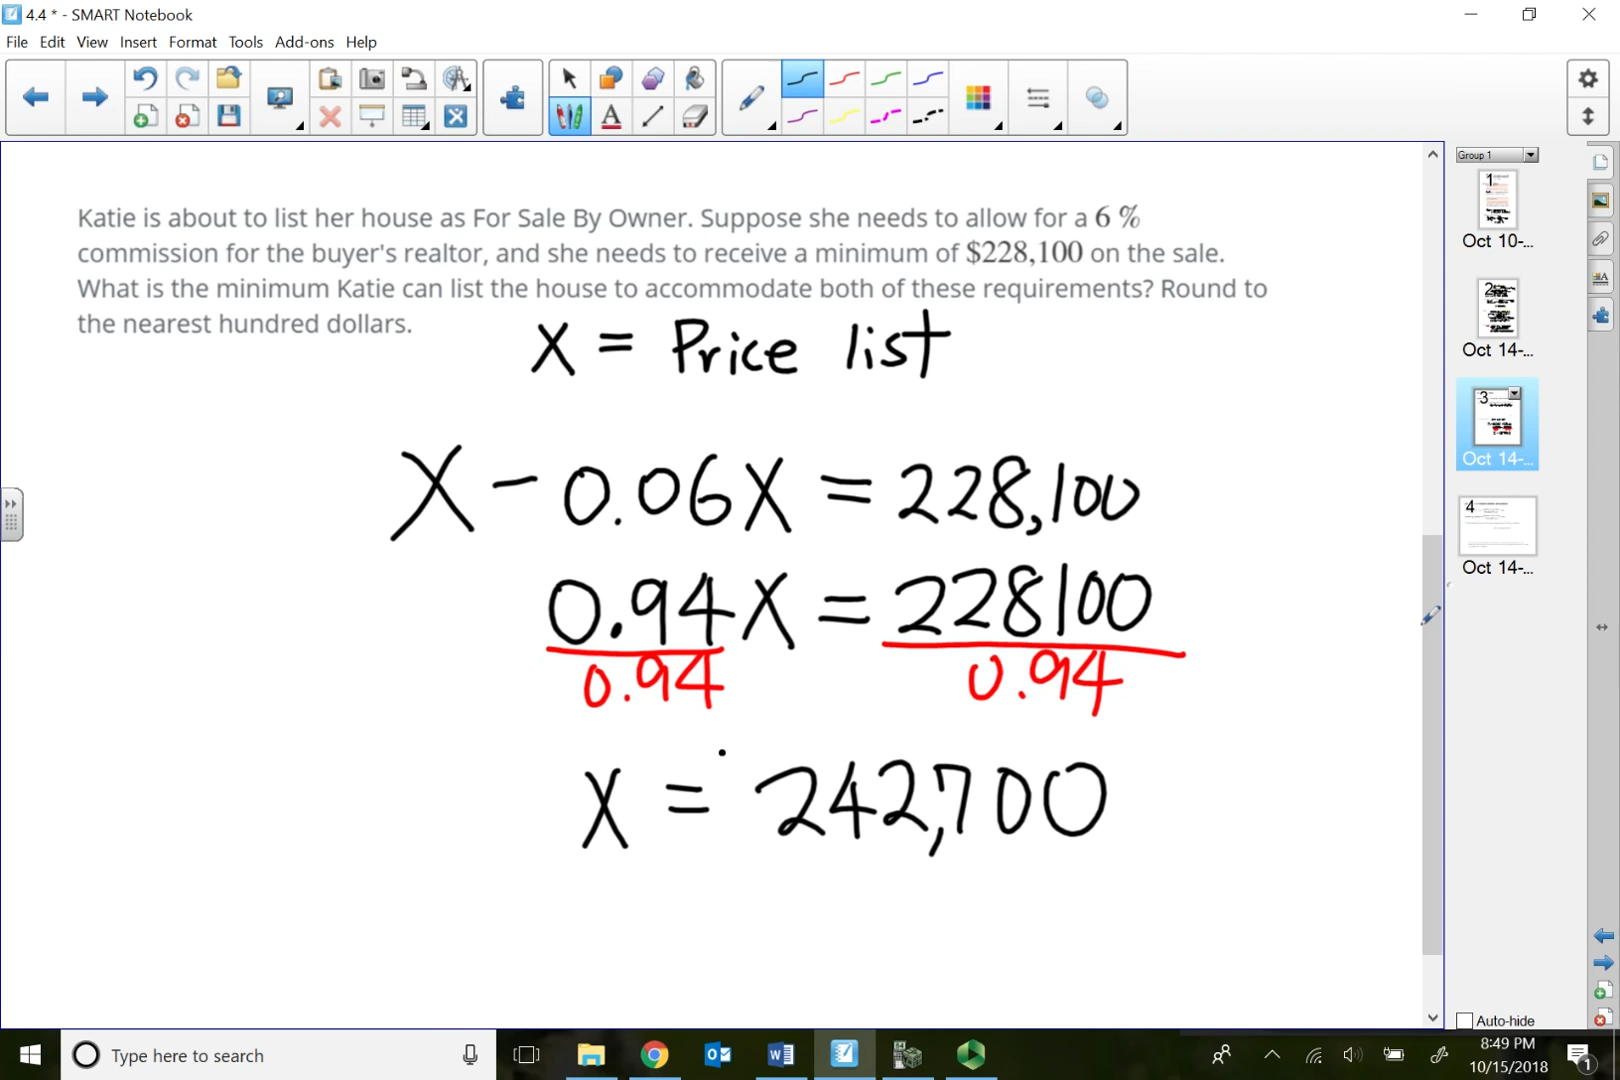 4.4 * - SMART Notebook
File Edit View Insert Format Tools Add-ons Help
Katie is about to list her house as For Sale By Owner. Suppose she needs to allow for a 6 %
commission for the buyer's realtor, and she needs to receive a minimum of $228,100 on the sale.
What is the minimum Katie can list the house to accommodate both of these requirements? Round to
the nearest hundred dollars.
X = Price list
X - 0.06X = 228,100
0.94X = 228100
0.94 0.94
X = 242,700
Group 1
1
Oct 10-...
2
Oct 14-...
3
Oct 14-...
4
Oct 14-...
Auto-hide
Type here to search
8:49 PM
10/15/2018
1